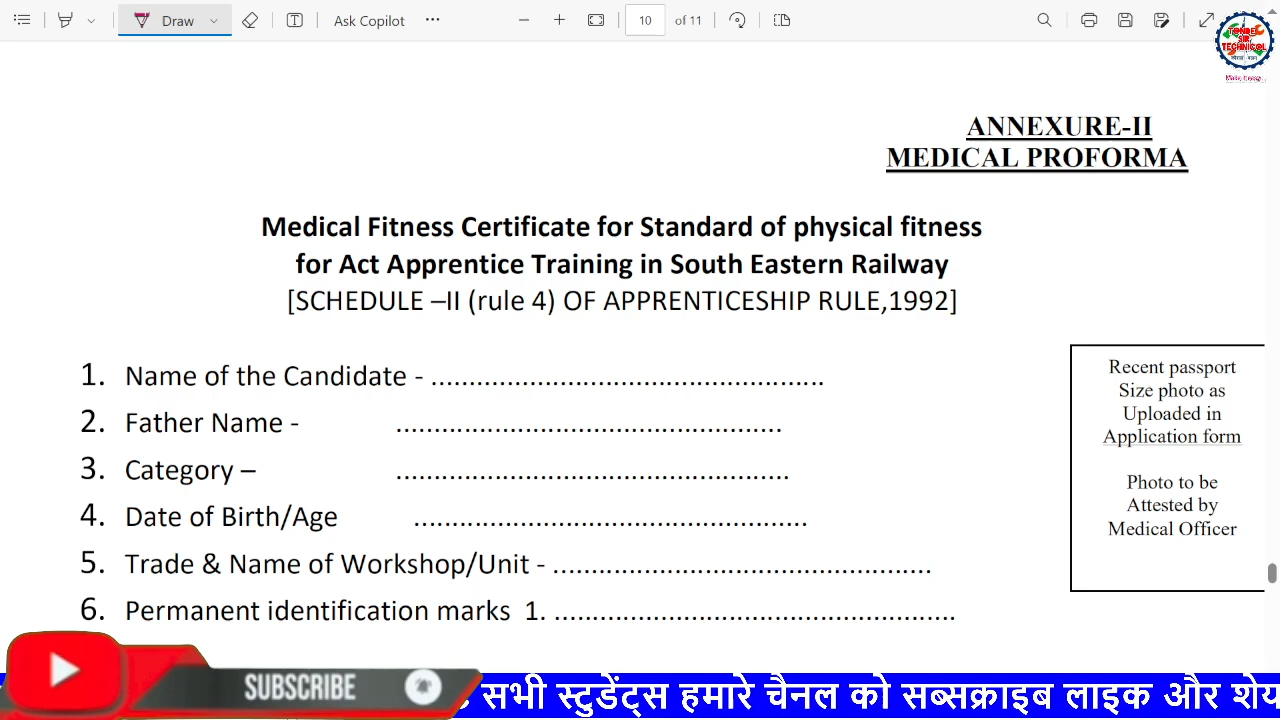 Draw
Ask Copilot
10 of 11
TONDE SIR TECHNICOL
ANNEXURE-II
MEDICAL PROFORMA
Medical Fitness Certificate for Standard of physical fitness
for Act Apprentice Training in South Eastern Railway
[SCHEDULE –II (rule 4) OF APPRENTICESHIP RULE,1992]
1. Name of the Candidate - ....................................................
2. Father Name - ...................................................
3. Category – ....................................................
4. Date of Birth/Age ....................................................
5. Trade & Name of Workshop/Unit - ..................................................
6. Permanent identification marks 1. .....................................................
Recent passport
Size photo as
Uploaded in
Application form
Photo to be
Attested by
Medical Officer
SUBSCRIBE
सभी स्टुडेंट्स हमारे चैनल को सब्सक्राइब लाइक और शेय